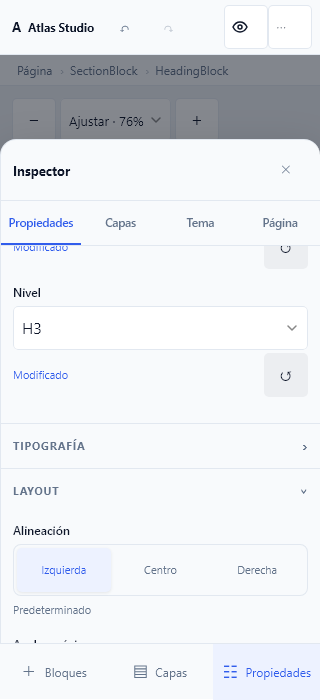 A Atlas Studio
Página › SectionBlock › HeadingBlock
− Ajustar · 76% +
Inspector
Propiedades Capas Tema Página
Modificado
Nivel
H3
Modificado
TIPOGRAFÍA
LAYOUT
Alineación
Izquierda Centro Derecha
Predeterminado
+ Bloques Capas Propiedades